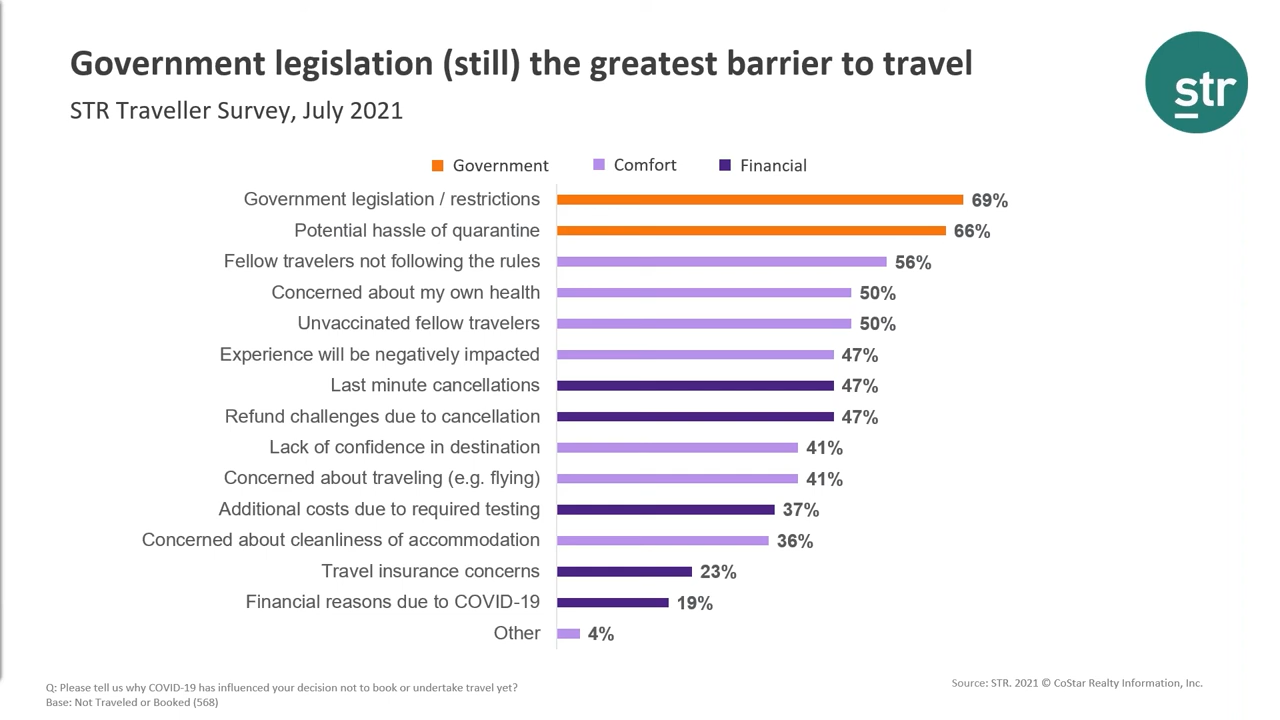 Government legislation (still) the greatest barrier to travel
STR Traveller Survey, July 2021
str
Government Comfort Financial
Government legislation / restrictions 69%
Potential hassle of quarantine 66%
Fellow travelers not following the rules 56%
Concerned about my own health 50%
Unvaccinated fellow travelers 50%
Experience will be negatively impacted 47%
Last minute cancellations 47%
Refund challenges due to cancellation 47%
Lack of confidence in destination 41%
Concerned about traveling (e.g. flying) 41%
Additional costs due to required testing 37%
Concerned about cleanliness of accommodation 36%
Travel insurance concerns 23%
Financial reasons due to COVID-19 19%
Other 4%
Q: Please tell us why COVID-19 has influenced your decision not to book or undertake travel yet?
Base: Not Traveled or Booked (568)
Source: STR. 2021 © CoStar Realty Information, Inc.